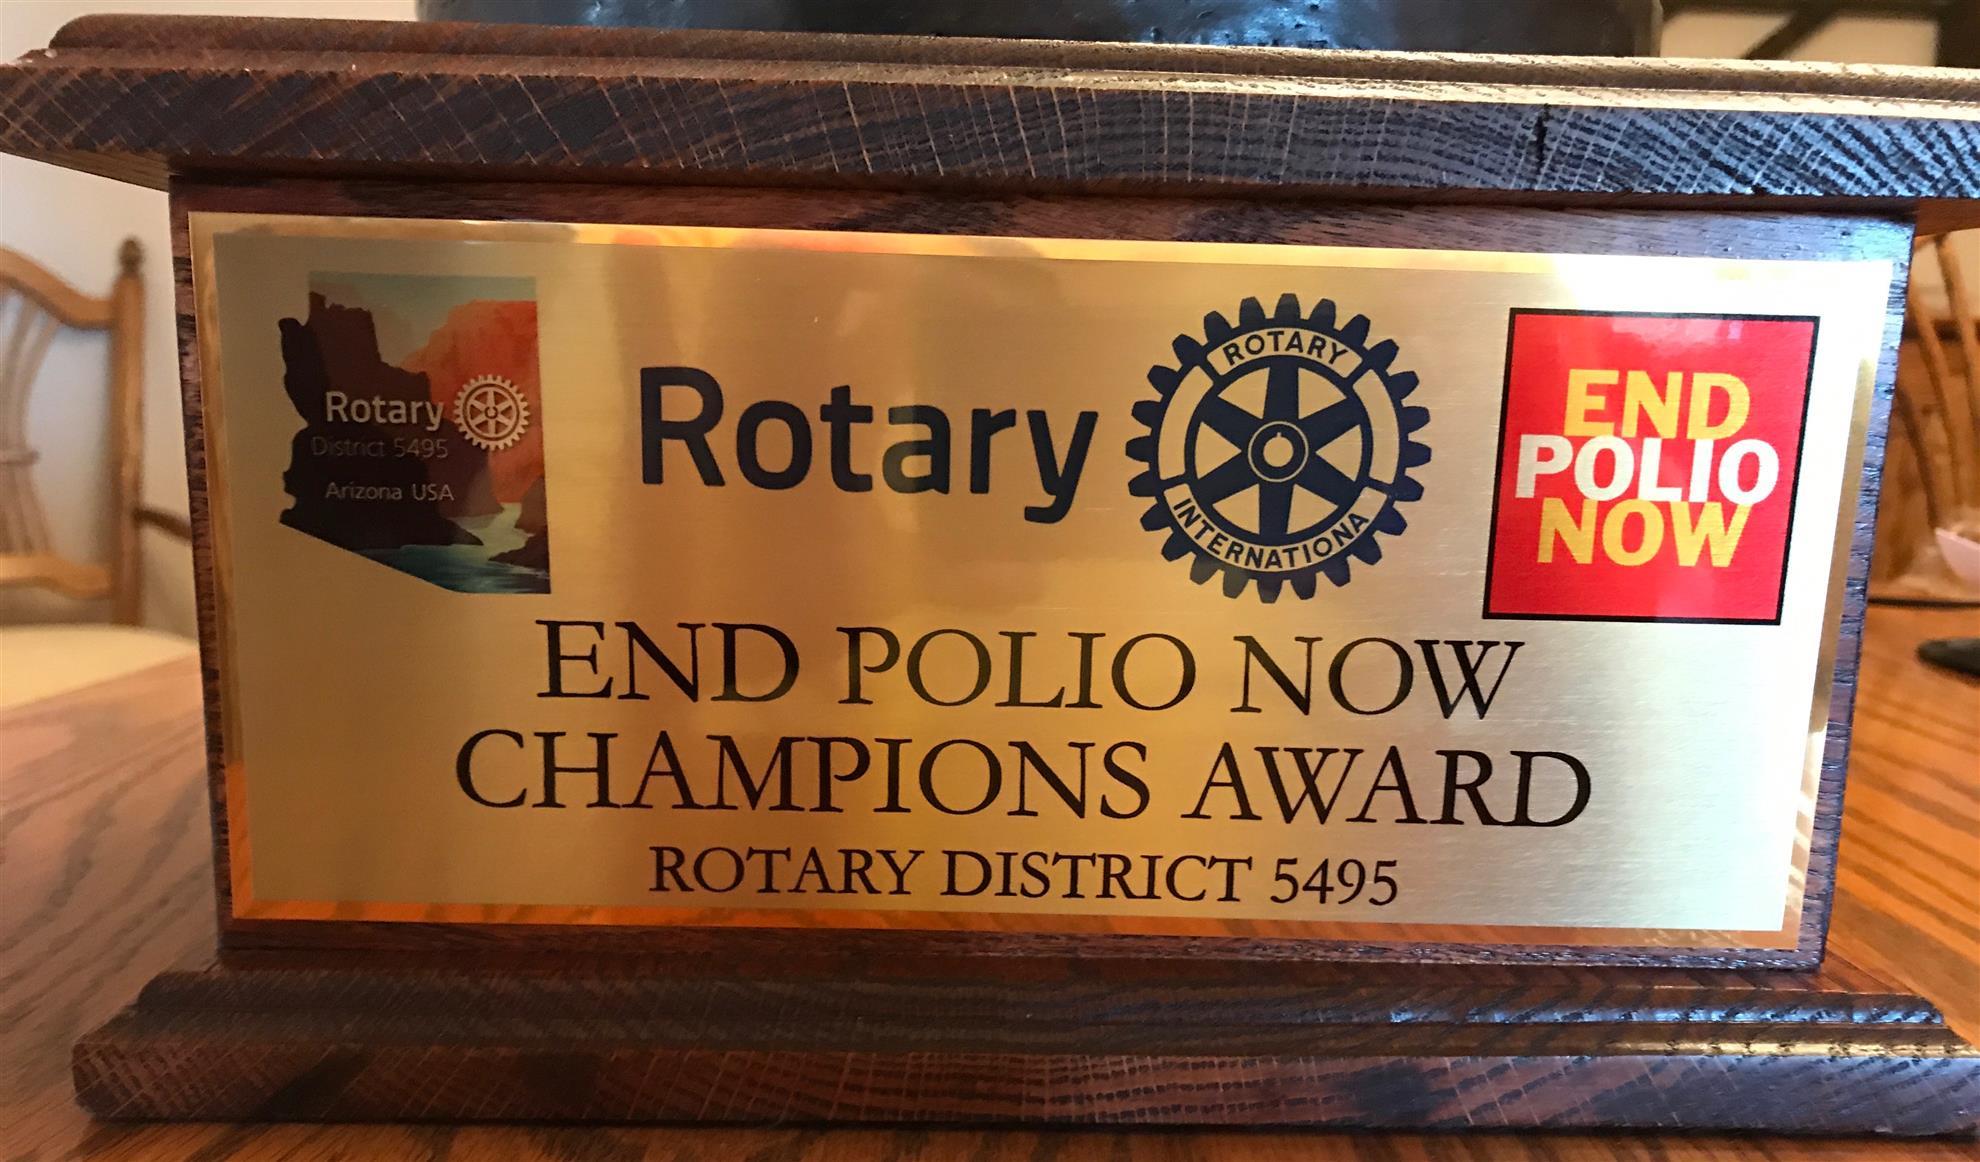 Rotary
District 5495
Arizona USA
Rotary
ROTARY
INTERNATIONA
END
POLIO
NOW
END POLIO NOW
CHAMPIONS AWARD
ROTARY DISTRICT 5495